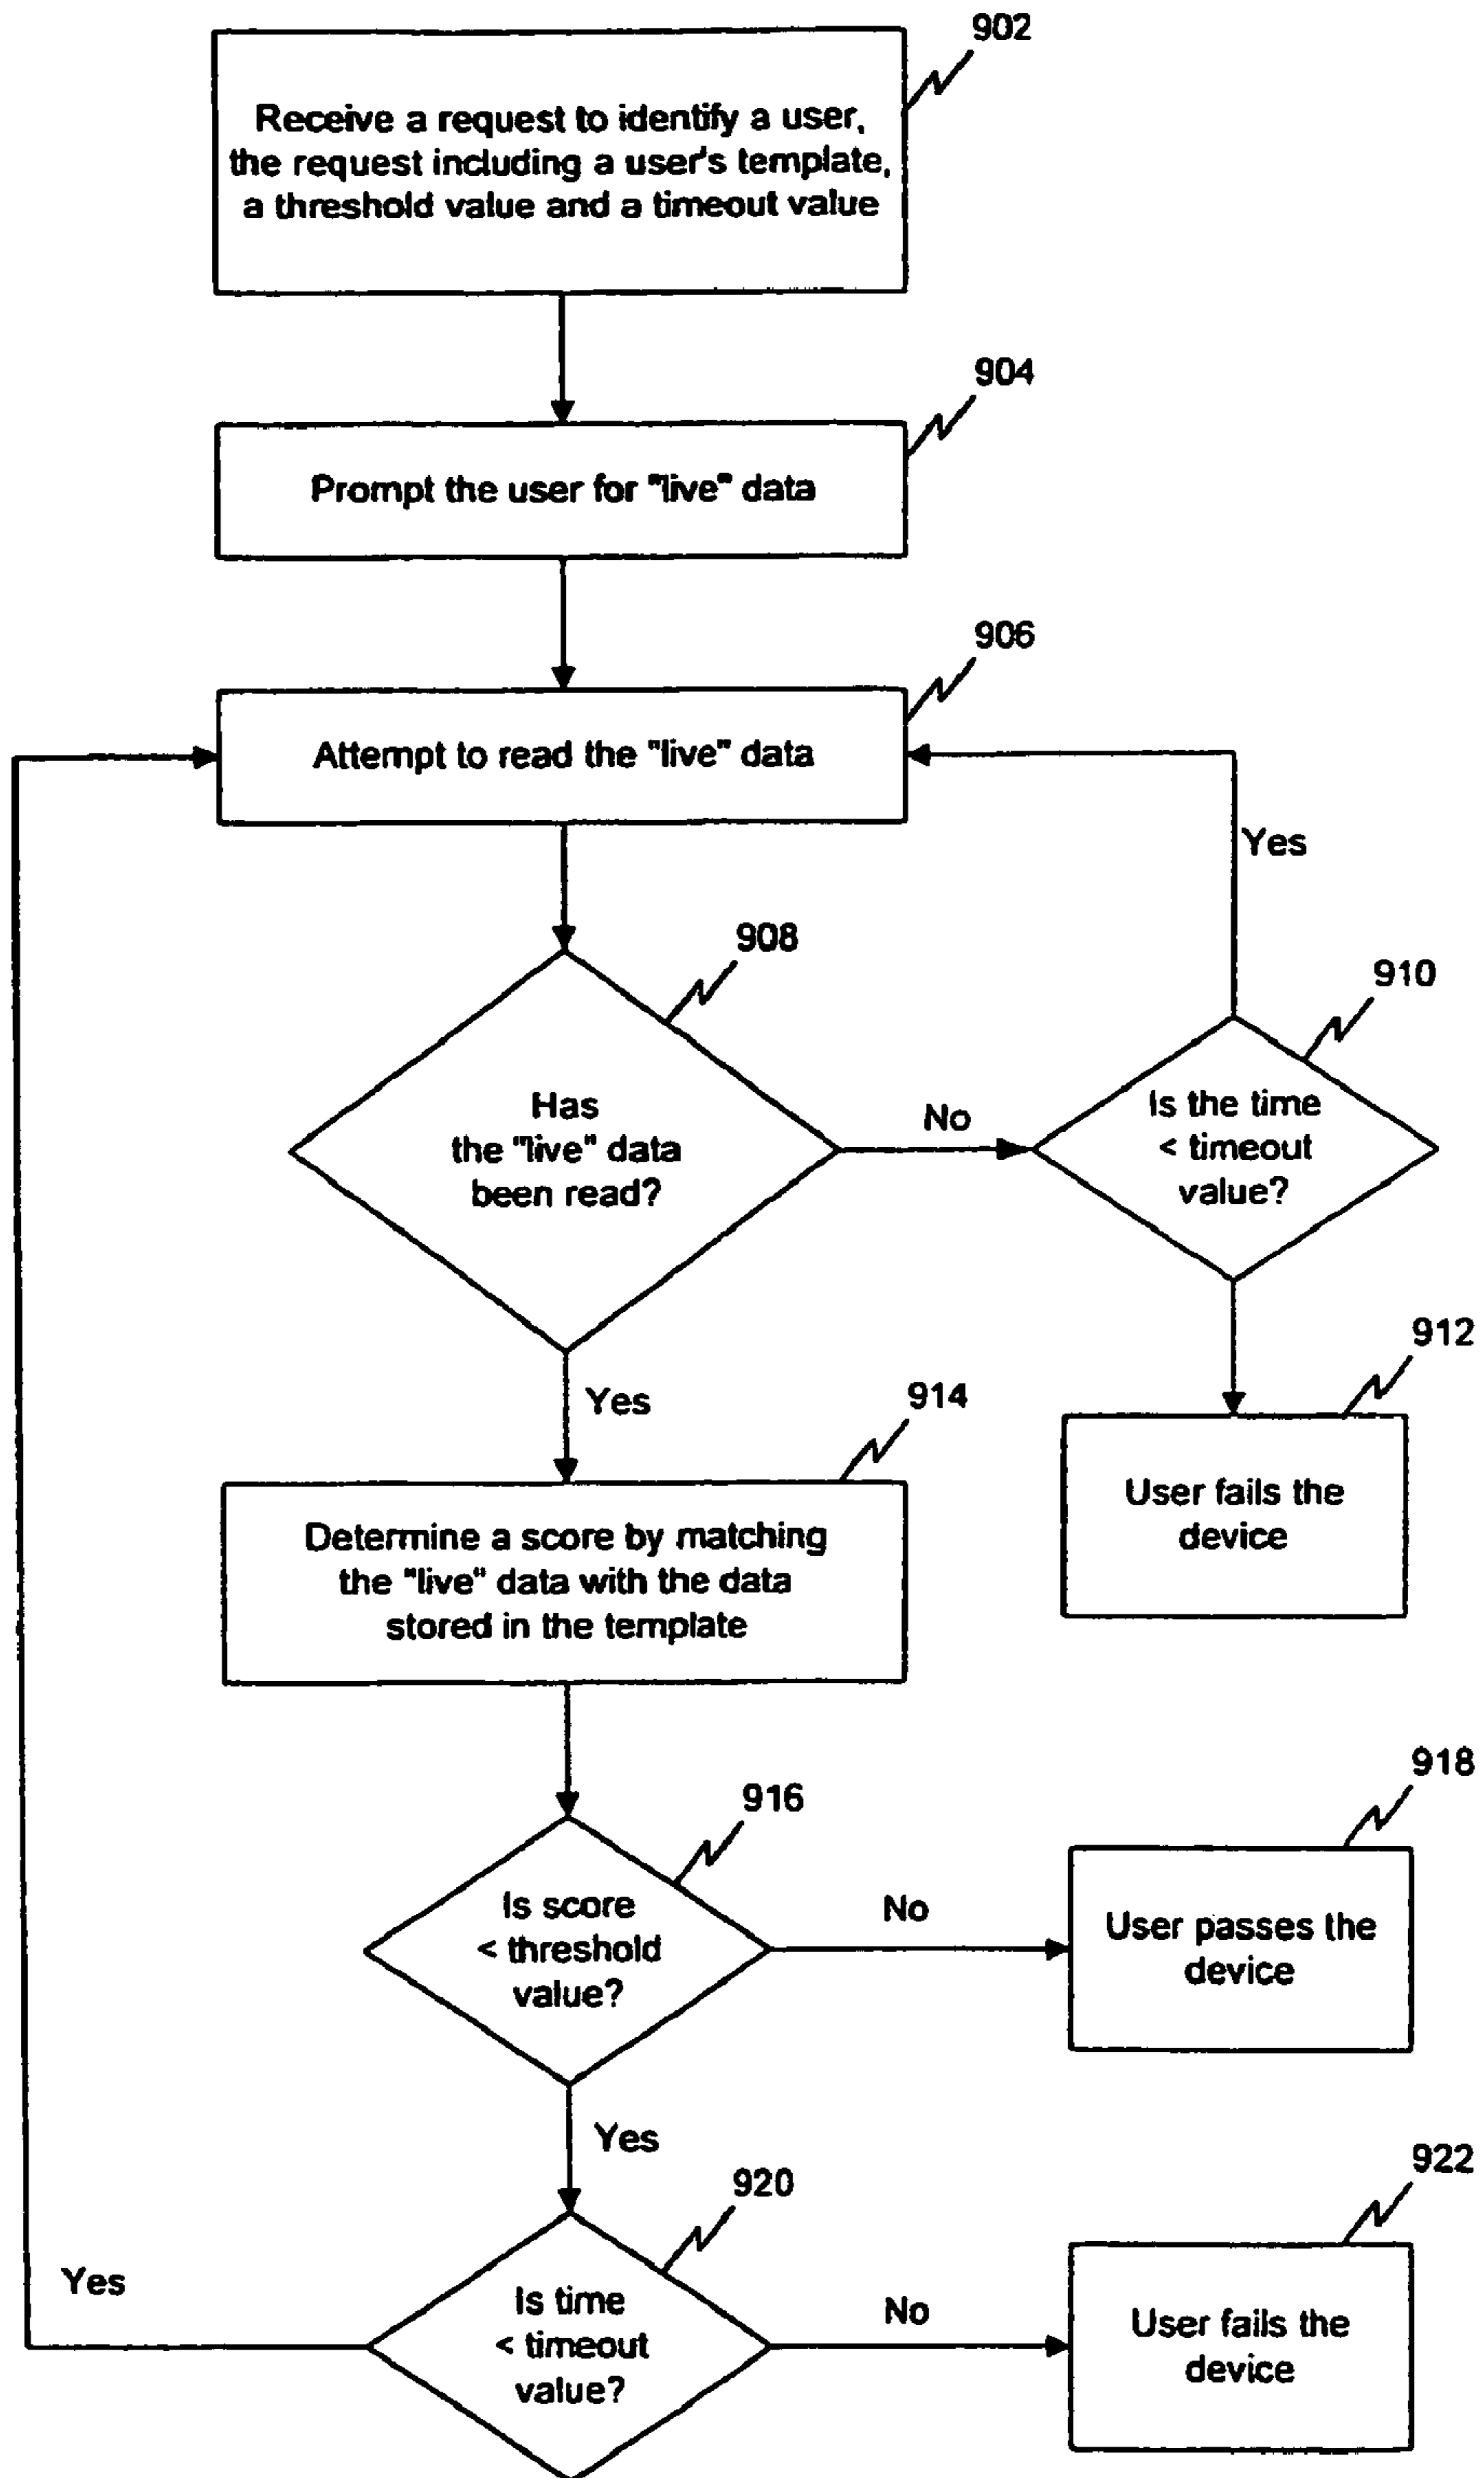 902
Receive a request to identify a user,
the request including a user's template,
a threshold value and a timeout value
904
Prompt the user for "live" data
906
Attempt to read the "live" data
Yes
908
910
Has
the "live" data
been read?
No
Is the time
< timeout
value?
912
Yes
914
User fails the
device
Determine a score by matching
the "live" data with the data
stored in the template
918
916
Is score
< threshold
value?
No
User passes the
device
Yes
922
920
Yes
Is time
< timeout
value?
No
User fails the
device